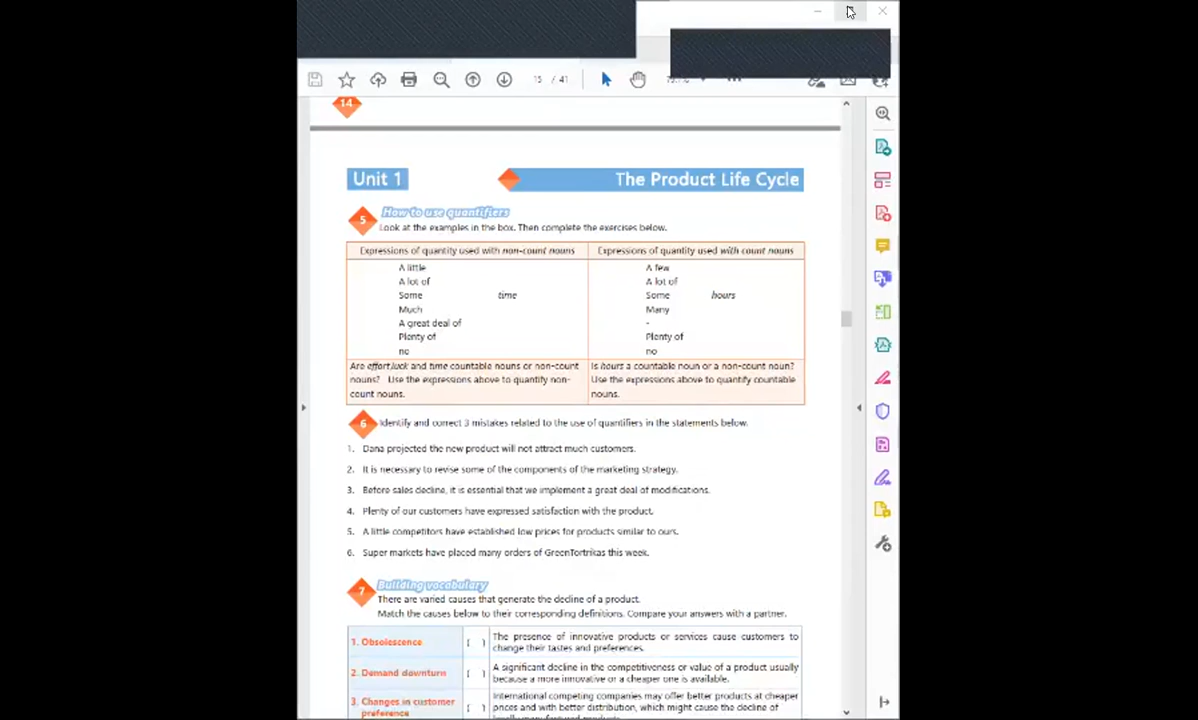 15 / 41
14
Unit 1
The Product Life Cycle
5 How to use quantifiers
Look at the examples in the box. Then complete the exercises below.
Expressions of quantity used with non-count nouns
A little
A lot of
Some time
Much
A great deal of
Plenty of
no
Are effort,luck and time countable nouns or non-count
nouns? Use the expressions above to quantify non-
count nouns.
Expressions of quantity used with count nouns
A few
A lot of
Some hours
Many
-
Plenty of
no
Is hours a countable noun or a non-count noun?
Use the expressions above to quantify countable
nouns.
6 Identify and correct 3 mistakes related to the use of quantifiers in the statements below.
1. Dana projected the new product will not attract much customers.
2. It is necessary to revise some of the components of the marketing strategy.
3. Before sales decline, it is essential that we implement a great deal of modifications.
4. Plenty of our customers have expressed satisfaction with the product.
5. A little competitors have established low prices for products similar to ours.
6. Super markets have placed many orders of GreenTortrikas this week.
7 Building vocabulary
There are varied causes that generate the decline of a product.
Match the causes below to their corresponding definitions. Compare your answers with a partner.
1. Obsolescence ( ) The presence of innovative products or services cause customers to
change their tastes and preferences.
2. Demand downturn ( ) A significant decline in the competitiveness or value of a product usually
because a more innovative or a cheaper one is available.
3. Changes in customer
preference ( ) International competing companies may offer better products at cheaper
prices and with better distribution, which might cause the decline of